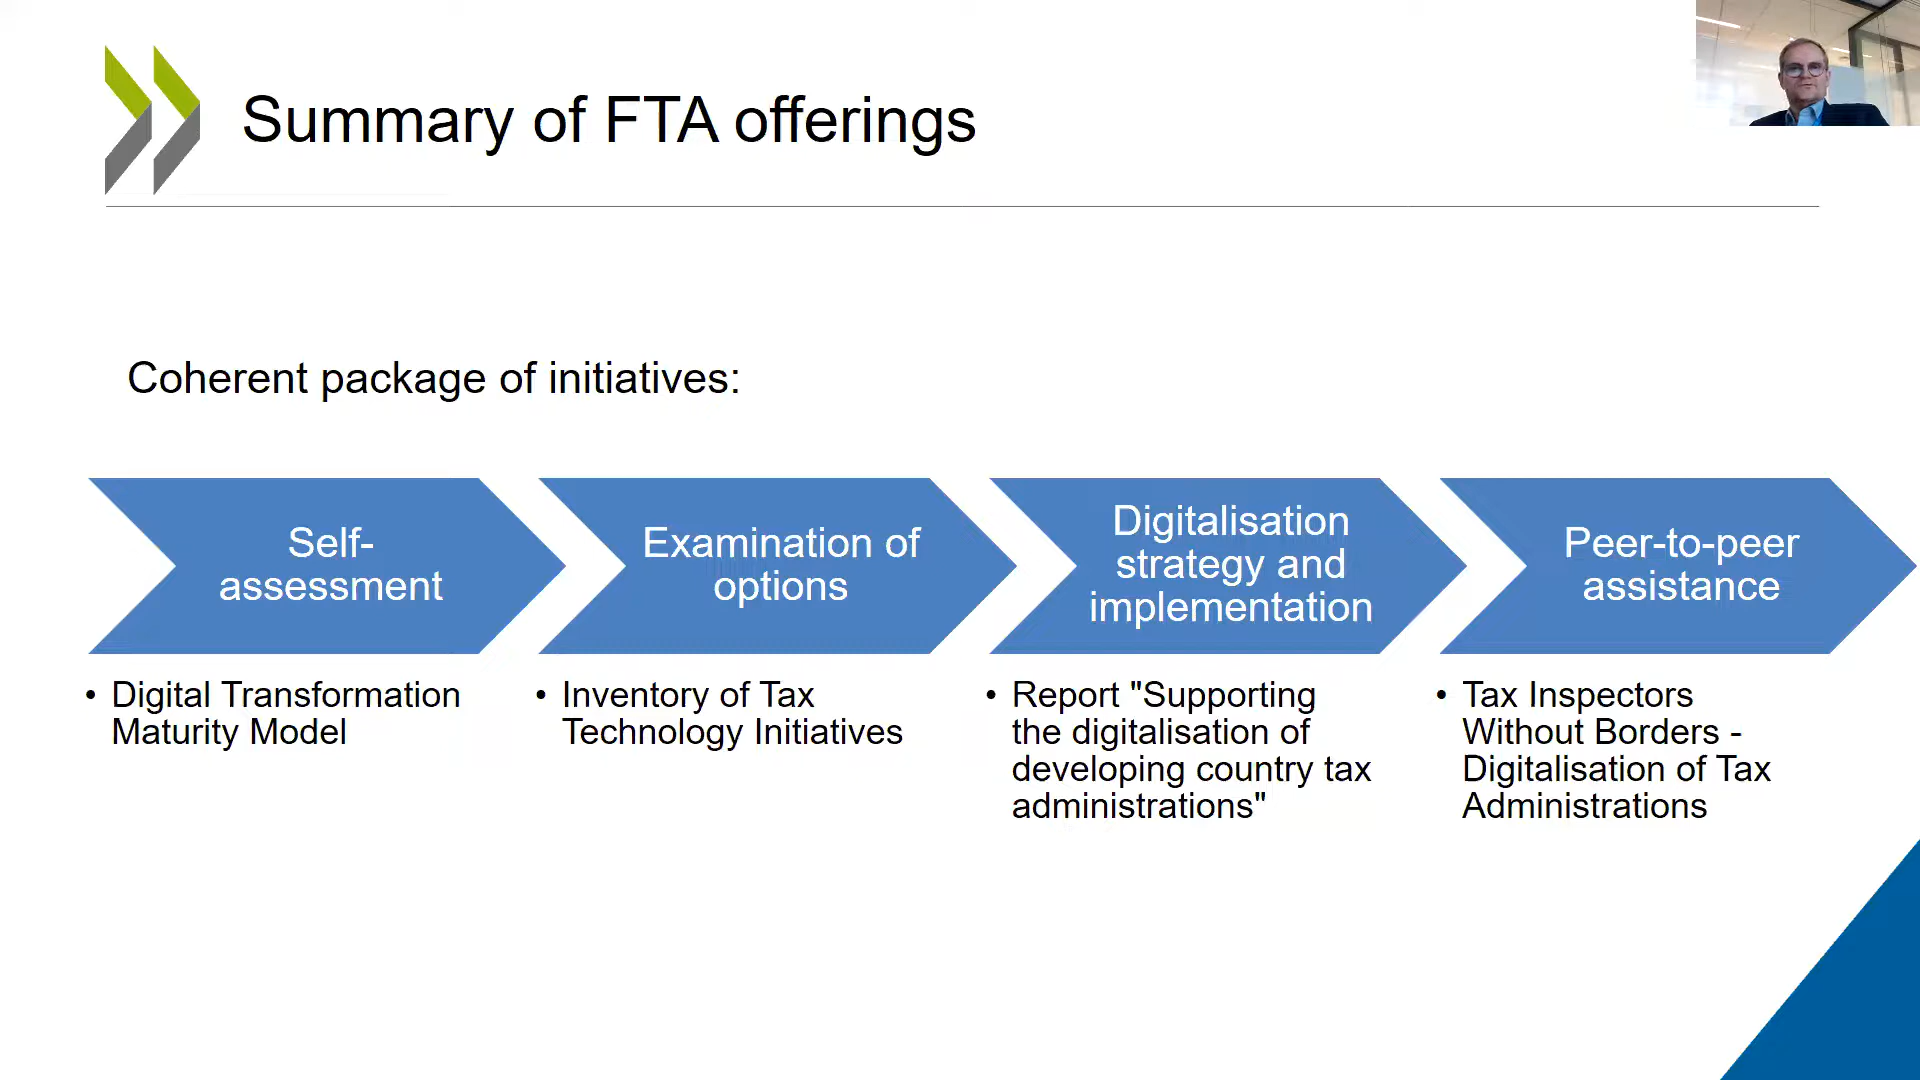 Summary of FTA offerings
Coherent package of initiatives:
Self-
assessment
• Digital Transformation
Maturity Model
Examination of
options
• Inventory of Tax
Technology Initiatives
Digitalisation
strategy and
implementation
• Report "Supporting
the digitalisation of
developing country tax
administrations"
Peer-to-peer
assistance
• Tax Inspectors
Without Borders -
Digitalisation of Tax
Administrations